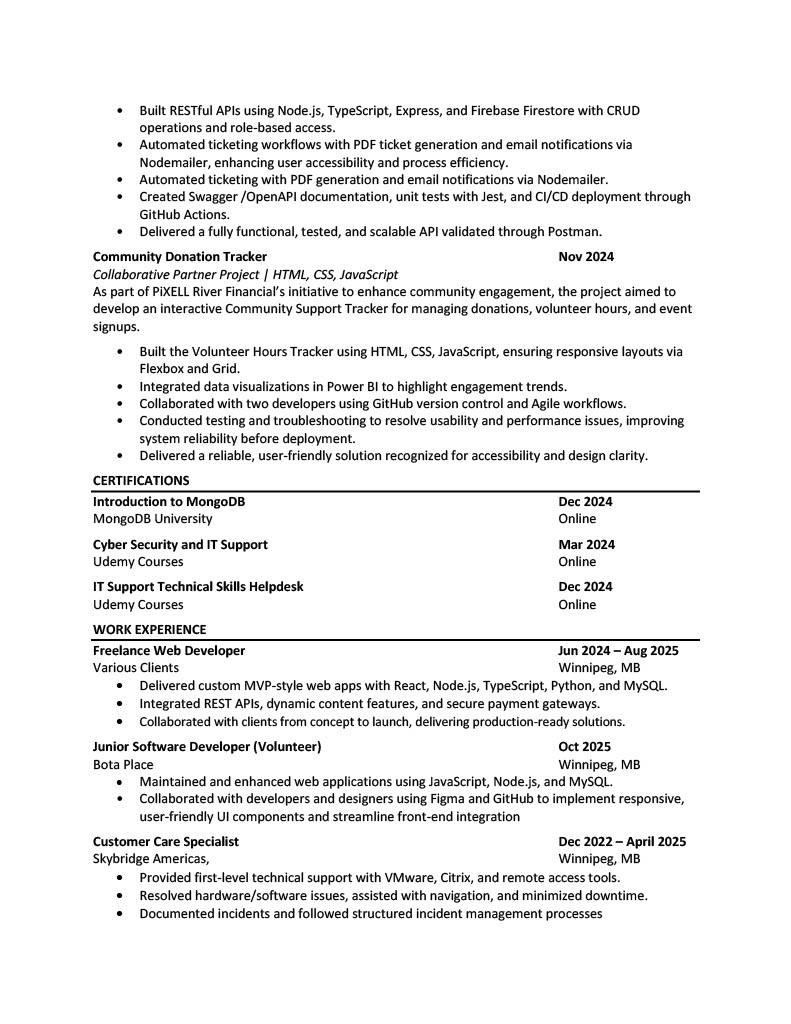 • Built RESTful APIs using Node.js, TypeScript, Express, and Firebase Firestore with CRUD
operations and role-based access.
• Automated ticketing workflows with PDF ticket generation and email notifications via
Nodemailer, enhancing user accessibility and process efficiency.
• Automated ticketing with PDF generation and email notifications via Nodemailer.
• Created Swagger /OpenAPI documentation, unit tests with Jest, and CI/CD deployment through
GitHub Actions.
• Delivered a fully functional, tested, and scalable API validated through Postman.
Community Donation Tracker Nov 2024
Collaborative Partner Project | HTML, CSS, JavaScript
As part of PiXELL River Financial’s initiative to enhance community engagement, the project aimed to
develop an interactive Community Support Tracker for managing donations, volunteer hours, and event
signups.
• Built the Volunteer Hours Tracker using HTML, CSS, JavaScript, ensuring responsive layouts via
Flexbox and Grid.
• Integrated data visualizations in Power BI to highlight engagement trends.
• Collaborated with two developers using GitHub version control and Agile workflows.
• Conducted testing and troubleshooting to resolve usability and performance issues, improving
system reliability before deployment.
• Delivered a reliable, user-friendly solution recognized for accessibility and design clarity.
CERTIFICATIONS
Introduction to MongoDB Dec 2024
MongoDB University Online
Cyber Security and IT Support Mar 2024
Udemy Courses Online
IT Support Technical Skills Helpdesk Dec 2024
Udemy Courses Online
WORK EXPERIENCE
Freelance Web Developer Jun 2024 – Aug 2025
Various Clients Winnipeg, MB
• Delivered custom MVP-style web apps with React, Node.js, TypeScript, Python, and MySQL.
• Integrated REST APIs, dynamic content features, and secure payment gateways.
• Collaborated with clients from concept to launch, delivering production-ready solutions.
Junior Software Developer (Volunteer) Oct 2025
Bota Place Winnipeg, MB
• Maintained and enhanced web applications using JavaScript, Node.js, and MySQL.
• Collaborated with developers and designers using Figma and GitHub to implement responsive,
user-friendly UI components and streamline front-end integration
Customer Care Specialist Dec 2022 – April 2025
Skybridge Americas, Winnipeg, MB
• Provided first-level technical support with VMware, Citrix, and remote access tools.
• Resolved hardware/software issues, assisted with navigation, and minimized downtime.
• Documented incidents and followed structured incident management processes